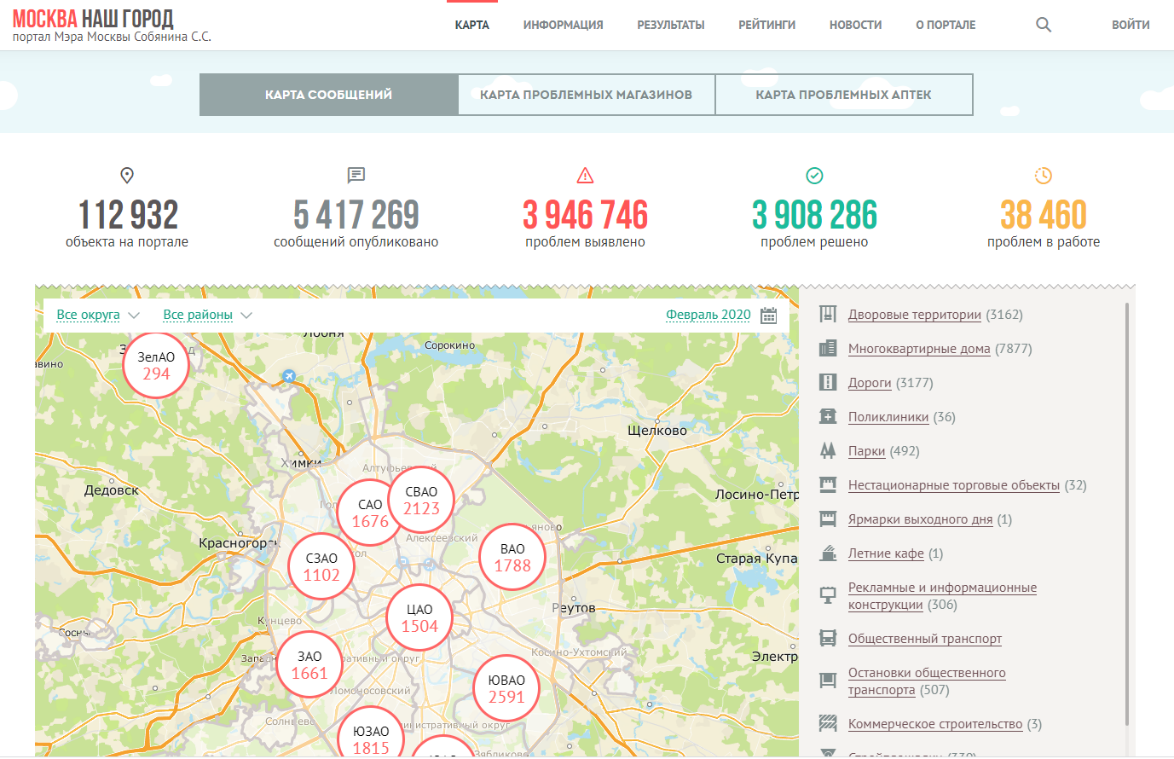 МОСКВА НАШ ГОРОД
портал Мэра Москвы Собянина С.С.
КАРТА ИНФОРМАЦИЯ РЕЗУЛЬТАТЫ РЕЙТИНГИ НОВОСТИ О ПОРТАЛЕ ВОЙТИ
КАРТА СООБЩЕНИЙ КАРТА ПРОБЛЕМНЫХ МАГАЗИНОВ КАРТА ПРОБЛЕМНЫХ АПТЕК
112 932 5 417 269 3 946 746 3 908 286 38 460
объекта на портале сообщений опубликовано проблем выявлено проблем решено проблем в работе
Все округа Все районы Февраль 2020
Лобня
Сорокино
ЗелАО
294
Щелково
Химки
Дедовск
Лосино-Петр
САО
1676
СВАО
2123
Алексеевский
Красногорск
СЗАО
1102
ВАО
1788
Старая Купа
ЦАО
1504
Реутов
Кунцево
ЗАО
1661
Косино-Ухтомский
Электр
ЮВАО
2591
Ломоносовский
Солнцево
ЮЗАО
1815
Дворовые территории (3162)
Многоквартирные дома (7877)
Дороги (3177)
Поликлиники (36)
Парки (492)
Нестационарные торговые объекты (32)
Ярмарки выходного дня (1)
Летние кафе (1)
Рекламные и информационные
конструкции (306)
Общественный транспорт
Остановки общественного
транспорта (507)
Коммерческое строительство (3)